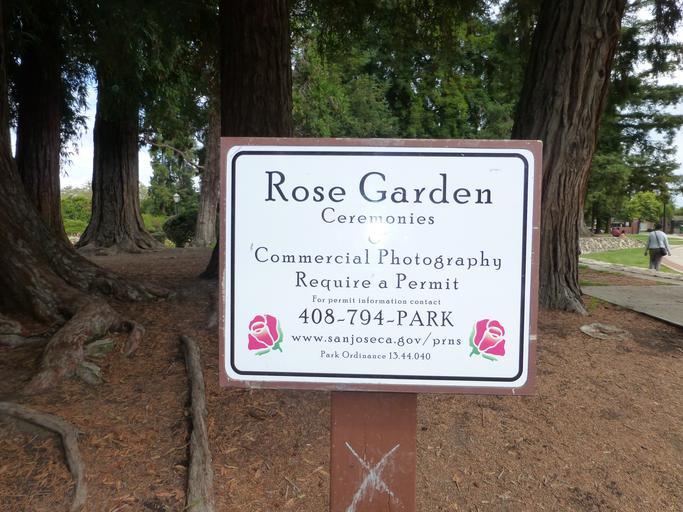 Rose Garden
Ceremonies
Commercial Photography
Require a Permit
For permit information contact
408-794-PARK
www.sanjoseca.gov/prns
Park Ordinance 13.44.040